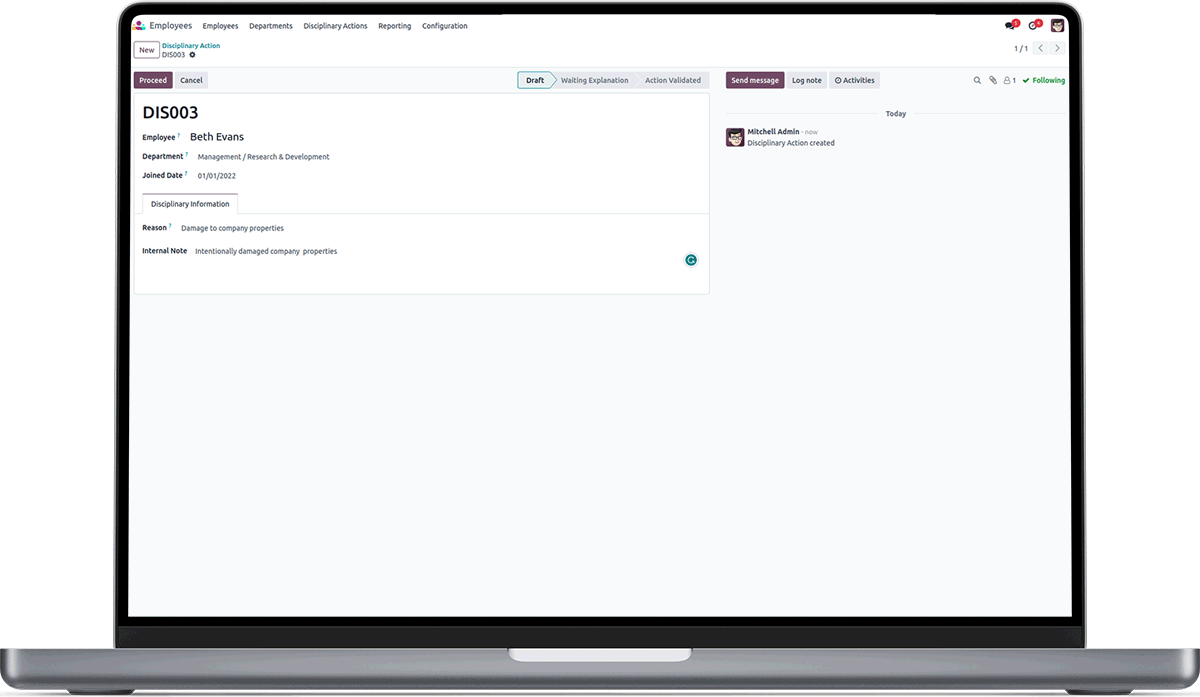 Employees Employees Departments Disciplinary Actions Reporting Configuration 5 6
New Disciplinary Action
DIS003 1 / 1
Proceed Cancel Draft Waiting Explanation Action Validated Send message Log note Activities 1 Following
DIS003
Today
Employee ? Beth Evans
Mitchell Admin - now
Disciplinary Action created
Department ? Management / Research & Development
Joined Date ? 01/01/2022
Disciplinary Information
Reason ? Damage to company properties
Internal Note Intentionally damaged company properties